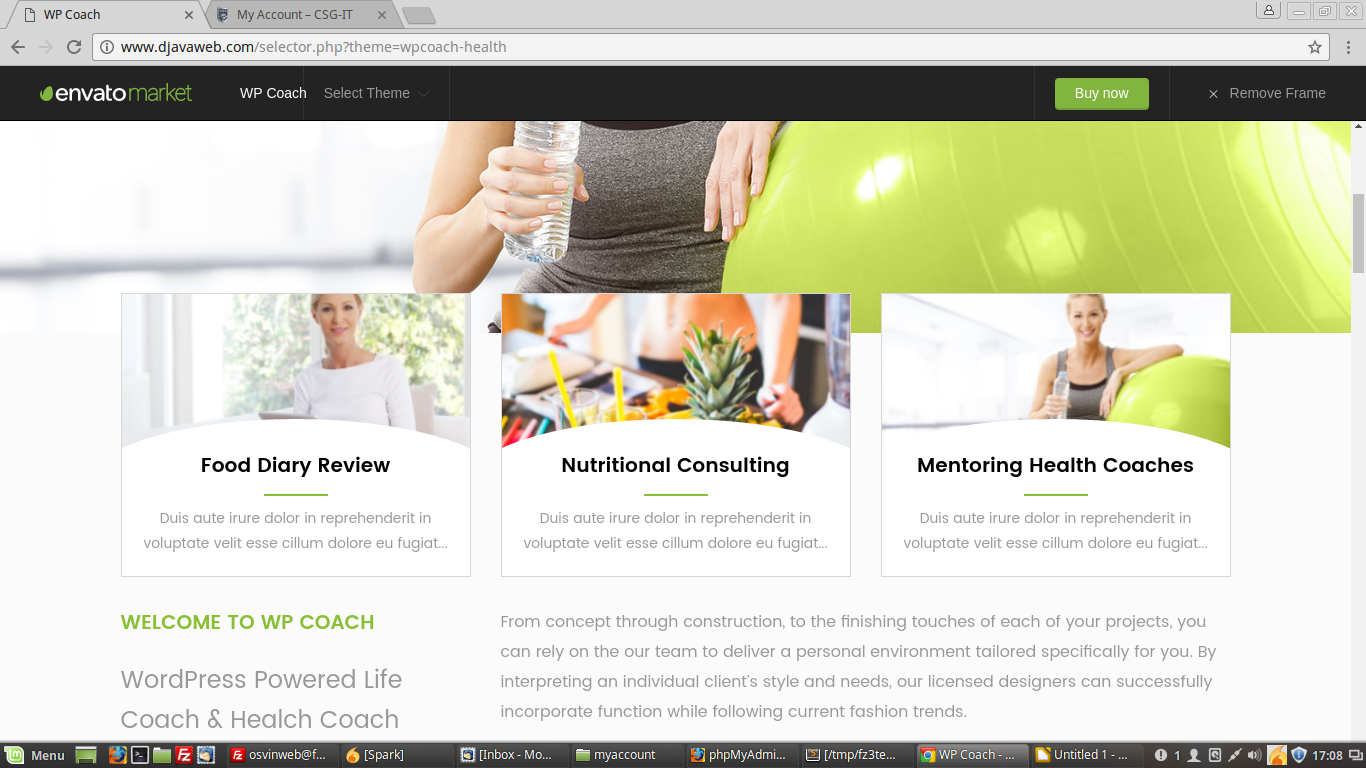 WP Coach
My Account – CSG-IT
www.djavaweb.com/selector.php?theme=wpcoach-health
envato market
WP Coach
Select Theme
Buy now
Remove Frame
Food Diary Review
Duis aute irure dolor in reprehenderit in
voluptate velit esse cillum dolore eu fugiat...
Nutritional Consulting
Duis aute irure dolor in reprehenderit in
voluptate velit esse cillum dolore eu fugiat...
Mentoring Health Coaches
Duis aute irure dolor in reprehenderit in
voluptate velit esse cillum dolore eu fugiat...
WELCOME TO WP COACH
WordPress Powered Life
Coach & Healch Coach
From concept through construction, to the finishing touches of each of your projects, you
can rely on the our team to deliver a personal environment tailored specifically for you. By
interpreting an individual client's style and needs, our licensed designers can successfully
incorporate function while following current fashion trends.
Menu
osvinweb@f...
[Spark]
[Inbox - Mo...
myaccount
phpMyAdmi...
[/tmp/fz3te...
WP Coach - ...
Untitled 1 - ...
1
17:08